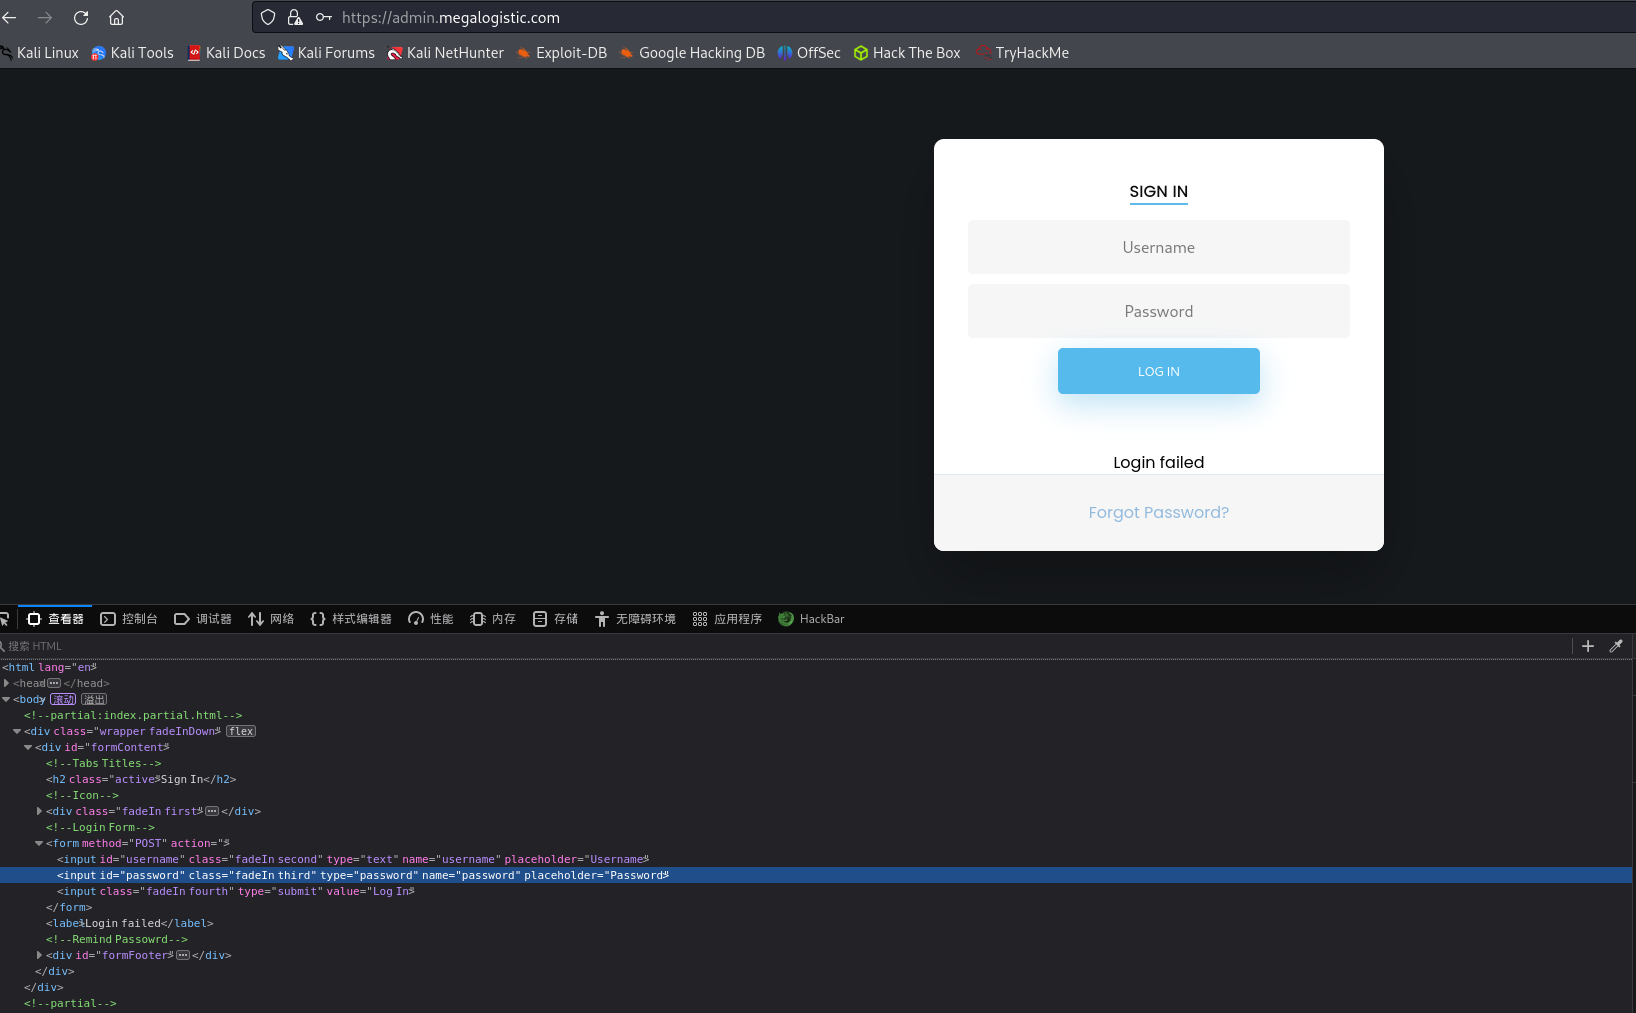 https://admin.megalogistic.com
Kali Linux Kali Tools Kali Docs Kali Forums Kali NetHunter Exploit-DB Google Hacking DB OffSec Hack The Box TryHackMe
SIGN IN
Username
Password
LOG IN
Login failed
Forgot Password?
查看器 控制台 调试器 网络 样式编辑器 性能 内存 存储 无障碍环境 应用程序 HackBar
搜索 HTML
<html lang="en">
<head>••• </head>
<body> 滚动 溢出
<!--partial:index.partial.html-->
<div class="wrapper fadeInDown"> flex
<div id="formContent">
<!--Tabs Titles-->
<h2 class="active">Sign In</h2>
<!--Icon-->
<div class="fadeIn first">••• </div>
<!--Login Form-->
<form method="POST" action="">
<input id="username" class="fadeIn second" type="text" name="username" placeholder="Username">
<input id="password" class="fadeIn third" type="password" name="password" placeholder="Password">
<input class="fadeIn fourth" type="submit" value="Log In">
</form>
<label>Login failed</label>
<!--Remind Passowrd-->
<div id="formFooter">••• </div>
</div>
</div>
<!--partial-->